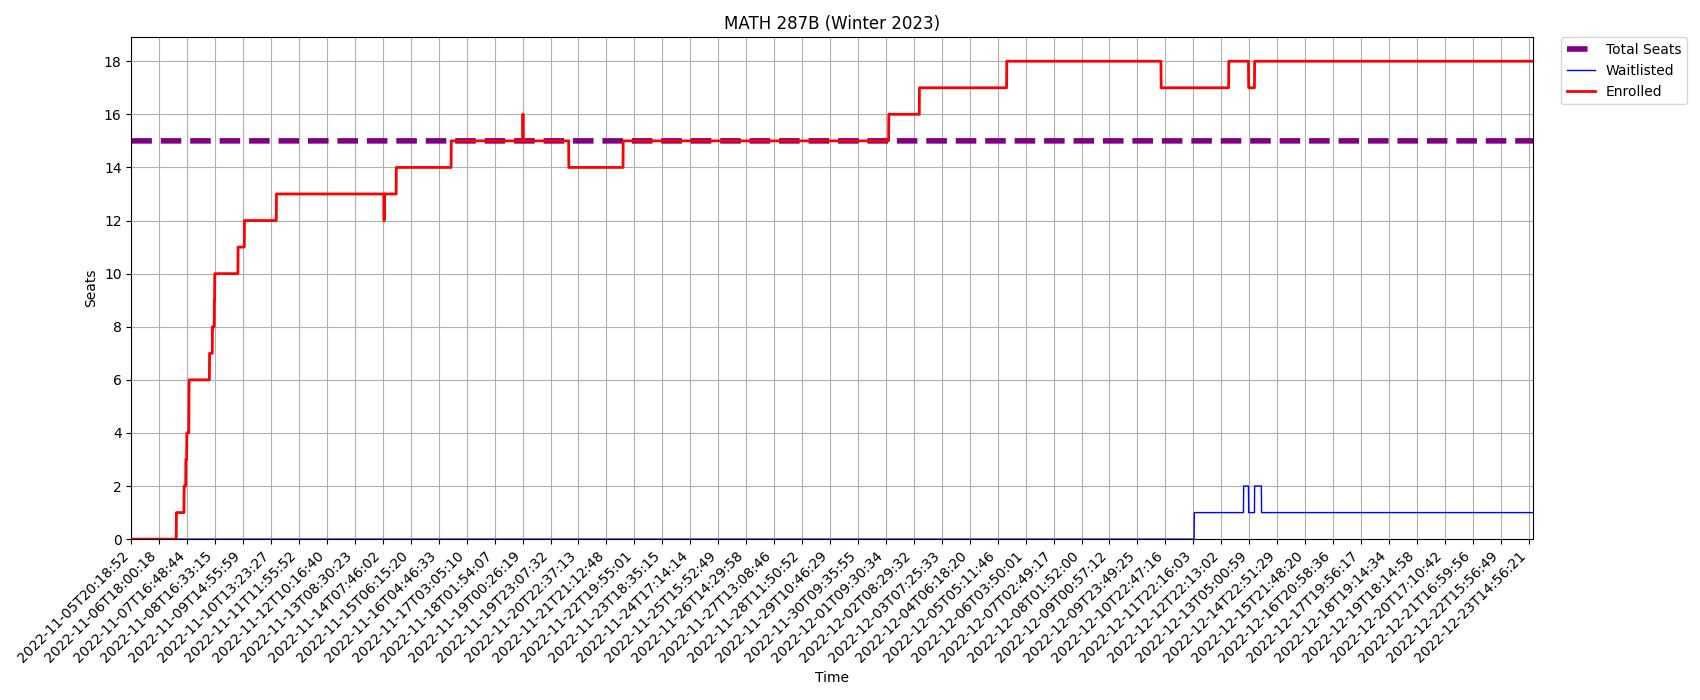 MATH 287B (Winter 2023)
Total Seats
Waitlisted
Enrolled
Seats
18
16
14
12
10
8
6
4
2
0
2022-11-05T20:18:52
2022-11-06T18:00:18
2022-11-07T16:48:44
2022-11-08T16:33:15
2022-11-09T14:55:59
2022-11-10T13:23:27
2022-11-11T11:55:52
2022-11-12T10:16:40
2022-11-13T08:30:23
2022-11-14T07:46:02
2022-11-15T06:15:20
2022-11-16T04:46:33
2022-11-17T03:05:10
2022-11-18T01:54:07
2022-11-19T00:26:19
2022-11-19T23:07:32
2022-11-20T22:37:13
2022-11-21T21:12:48
2022-11-22T19:55:01
2022-11-23T18:35:15
2022-11-24T17:14:14
2022-11-25T15:52:49
2022-11-26T14:29:58
2022-11-27T13:08:46
2022-11-28T11:50:52
2022-11-29T10:46:29
2022-11-30T09:35:55
2022-12-01T09:30:34
2022-12-02T08:29:32
2022-12-03T07:25:33
2022-12-04T06:18:20
2022-12-05T05:11:46
2022-12-06T03:50:01
2022-12-07T02:49:17
2022-12-08T01:52:00
2022-12-09T00:57:12
2022-12-09T23:49:25
2022-12-10T22:47:16
2022-12-11T22:16:03
2022-12-12T22:13:02
2022-12-13T05:00:59
2022-12-14T22:51:29
2022-12-15T21:48:20
2022-12-16T20:58:36
2022-12-17T19:56:17
2022-12-18T19:14:34
2022-12-19T18:14:58
2022-12-20T17:10:42
2022-12-21T16:59:56
2022-12-22T15:56:49
2022-12-23T14:56:21
Time